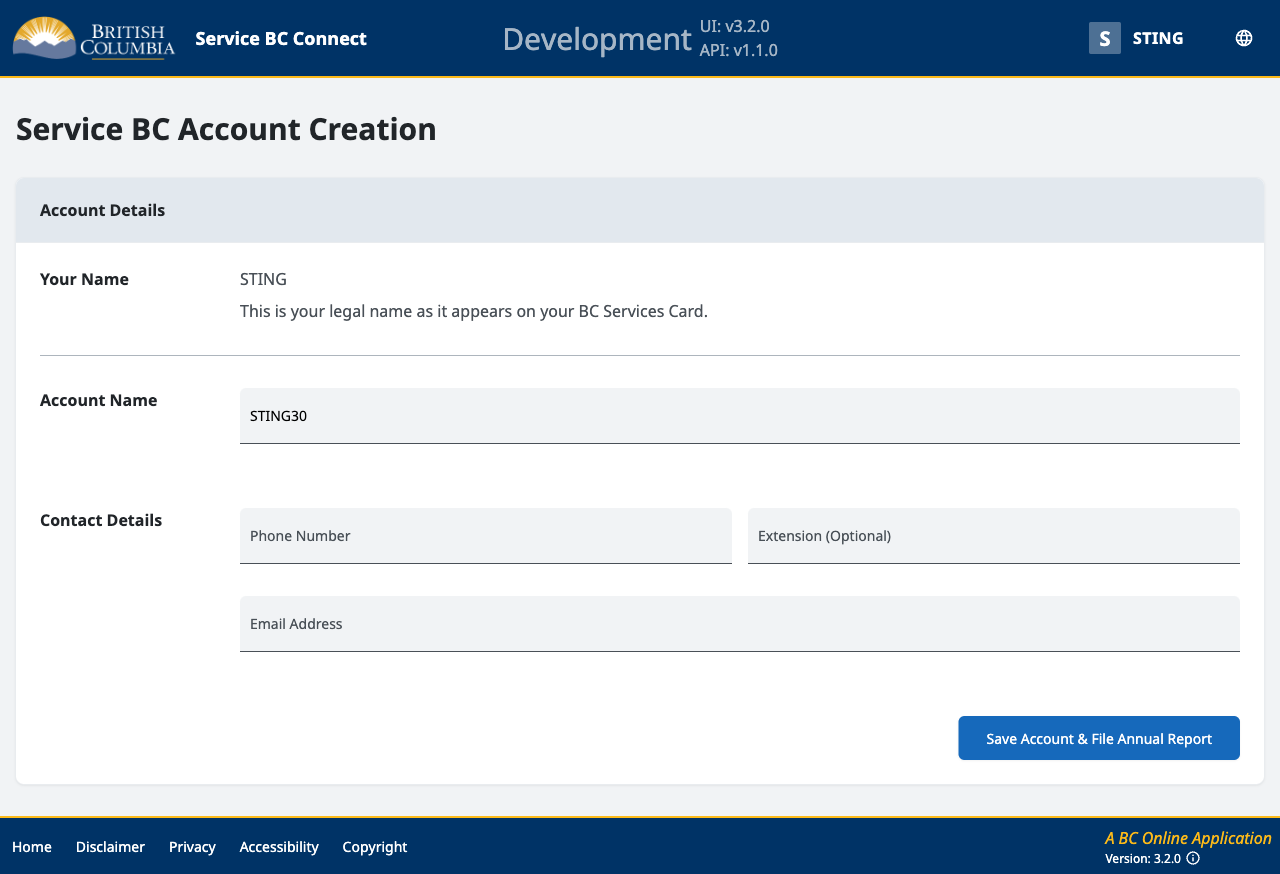 BRITISH
COLUMBIA
Service BC Connect
Development
UI: v3.2.0
API: v1.1.0
S
STING
Service BC Account Creation
Account Details
Your Name
STING
This is your legal name as it appears on your BC Services Card.
Account Name
STING30
Contact Details
Phone Number
Extension (Optional)
Email Address
Save Account & File Annual Report
Home
Disclaimer
Privacy
Accessibility
Copyright
A BC Online Application
Version: 3.2.0